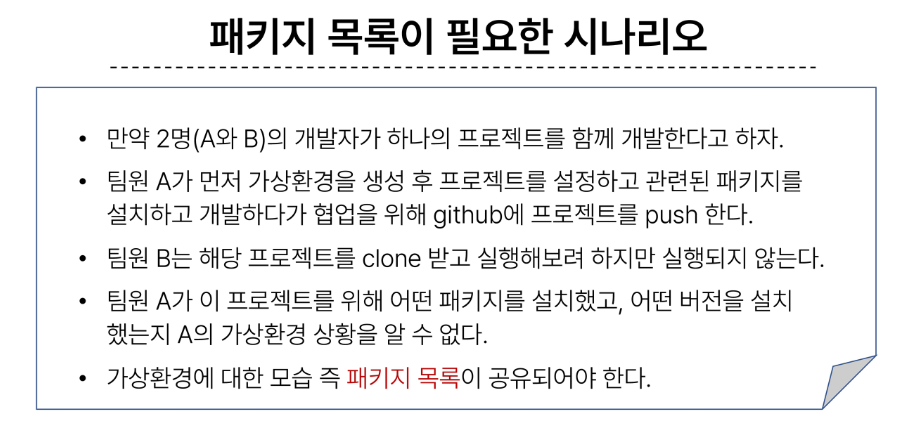 패키지 목록이 필요한 시나리오
• 만약 2명(A와 B)의 개발자가 하나의 프로젝트를 함께 개발한다고 하자.
• 팀원 A가 먼저 가상환경을 생성 후 프로젝트를 설정하고 관련된 패키지를
설치하고 개발하다가 협업을 위해 github에 프로젝트를 push 한다.
• 팀원 B는 해당 프로젝트를 clone 받고 실행해보려 하지만 실행되지 않는다.
• 팀원 A가 이 프로젝트를 위해 어떤 패키지를 설치했고, 어떤 버전을 설치
했는지 A의 가상환경 상황을 알 수 없다.
• 가상환경에 대한 모습 즉 패키지 목록이 공유되어야 한다.